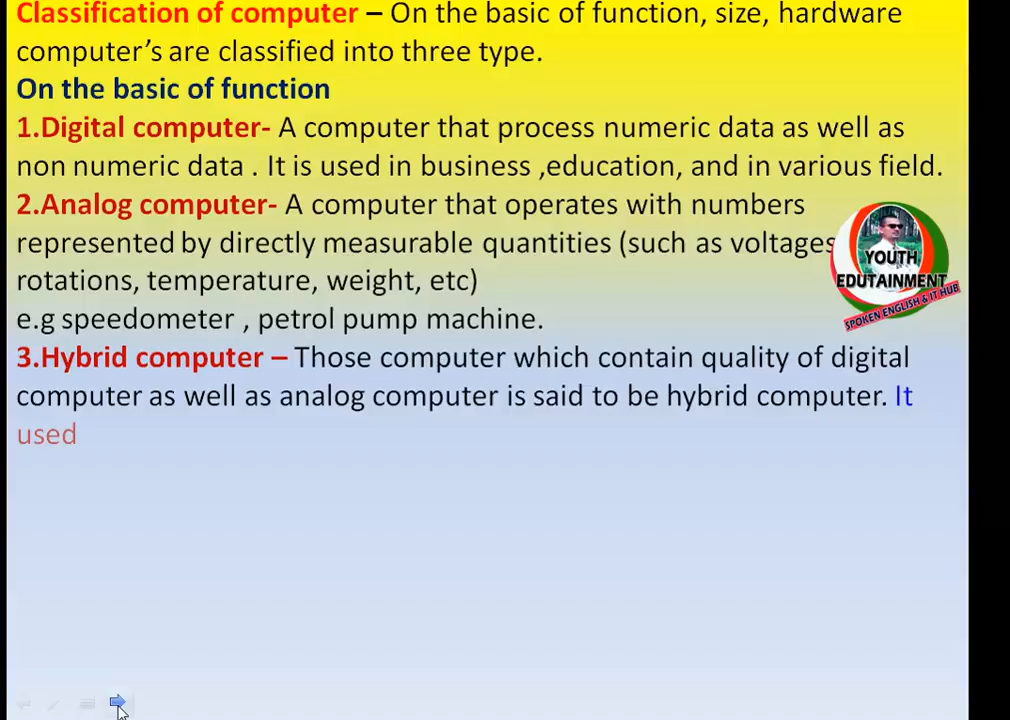 Classification of computer – On the basic of function, size, hardware
computer's are classified into three type.
On the basic of function
1.Digital computer- A computer that process numeric data as well as
non numeric data . It is used in business ,education, and in various field.
2.Analog computer- A computer that operates with numbers
represented by directly measurable quantities (such as voltages
rotations, temperature, weight, etc)
e.g speedometer , petrol pump machine.
3.Hybrid computer – Those computer which contain quality of digital
computer as well as analog computer is said to be hybrid computer. It
used
YOUTH
EDUTAINMENT
SPOKEN ENGLISH & IT HUB